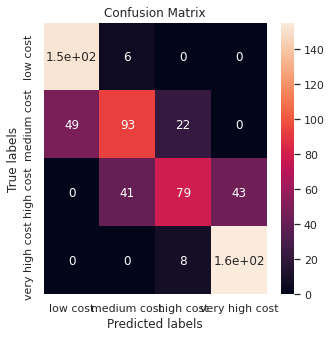 Confusion Matrix
low cost
1.5e+02 6 0 0
medium cost
49 93 22 0
high cost
0 41 79 43
very high cost
0 0 8 1.6e+02
low cost medium cost high cost very high cost
Predicted labels
True labels
140
120
100
80
60
40
20
0